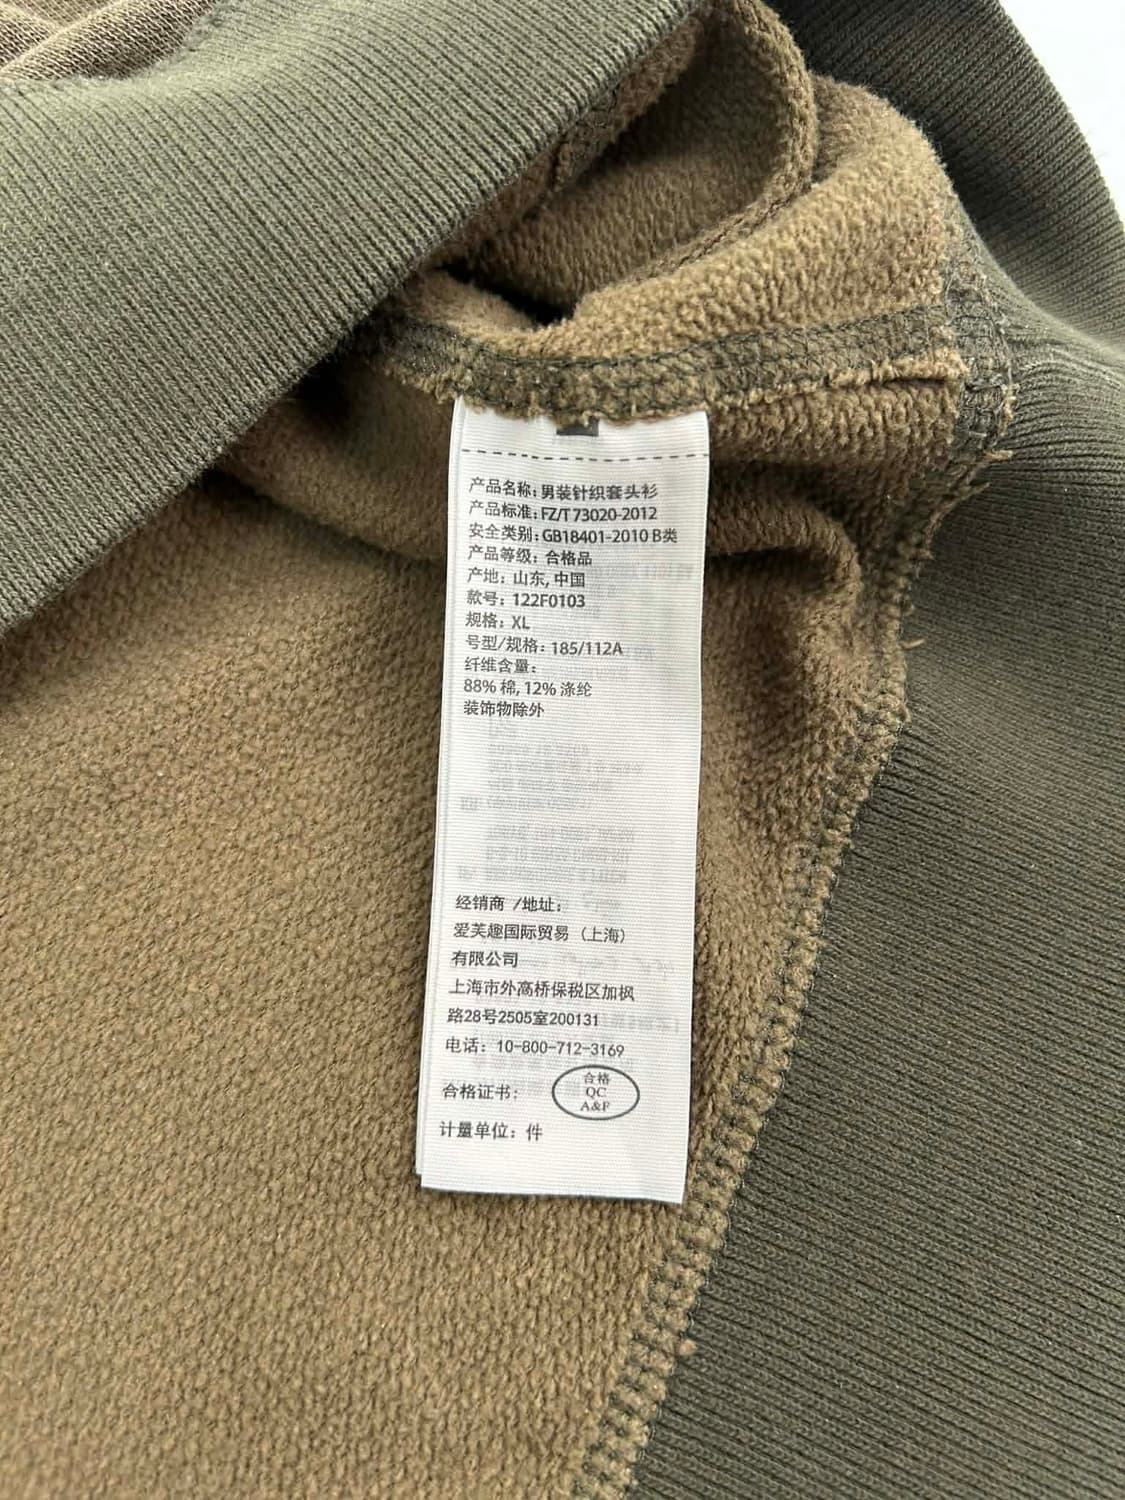 产品名称: 男装针织套头衫
产品标准: FZ/T 73020-2012
安全类别: GB18401-2010 B类
产品等级: 合格品
产地: 山东, 中国
款号: 122F0103
规格: XL
号型/规格: 185/112A
纤维含量:
88% 棉, 12% 涤纶
装饰物除外
经销商 /地址:
爱芙趣国际贸易 (上海)
有限公司
上海市外高桥保税区加枫
路28号2505室200131
电话: 10-800-712-3169
合格证书:
合格
QC
A&F
计量单位: 件